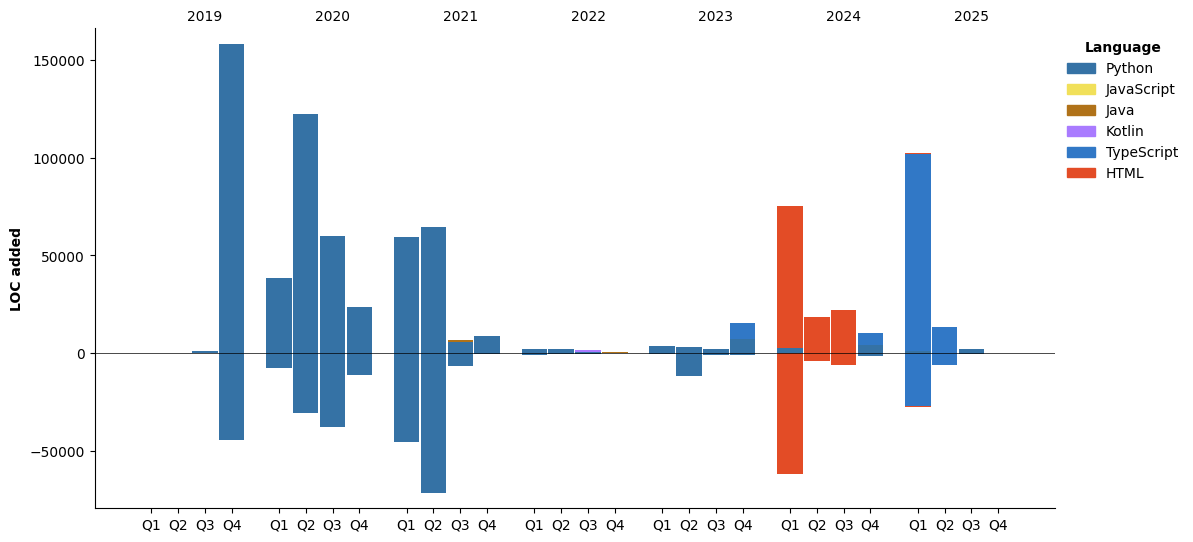 2019 2020 2021 2022 2023 2024 2025
Language
Python
JavaScript
Java
Kotlin
TypeScript
HTML
LOC added
150000
100000
50000
0
−50000
Q1 Q2 Q3 Q4 Q1 Q2 Q3 Q4 Q1 Q2 Q3 Q4 Q1 Q2 Q3 Q4 Q1 Q2 Q3 Q4 Q1 Q2 Q3 Q4 Q1 Q2 Q3 Q4